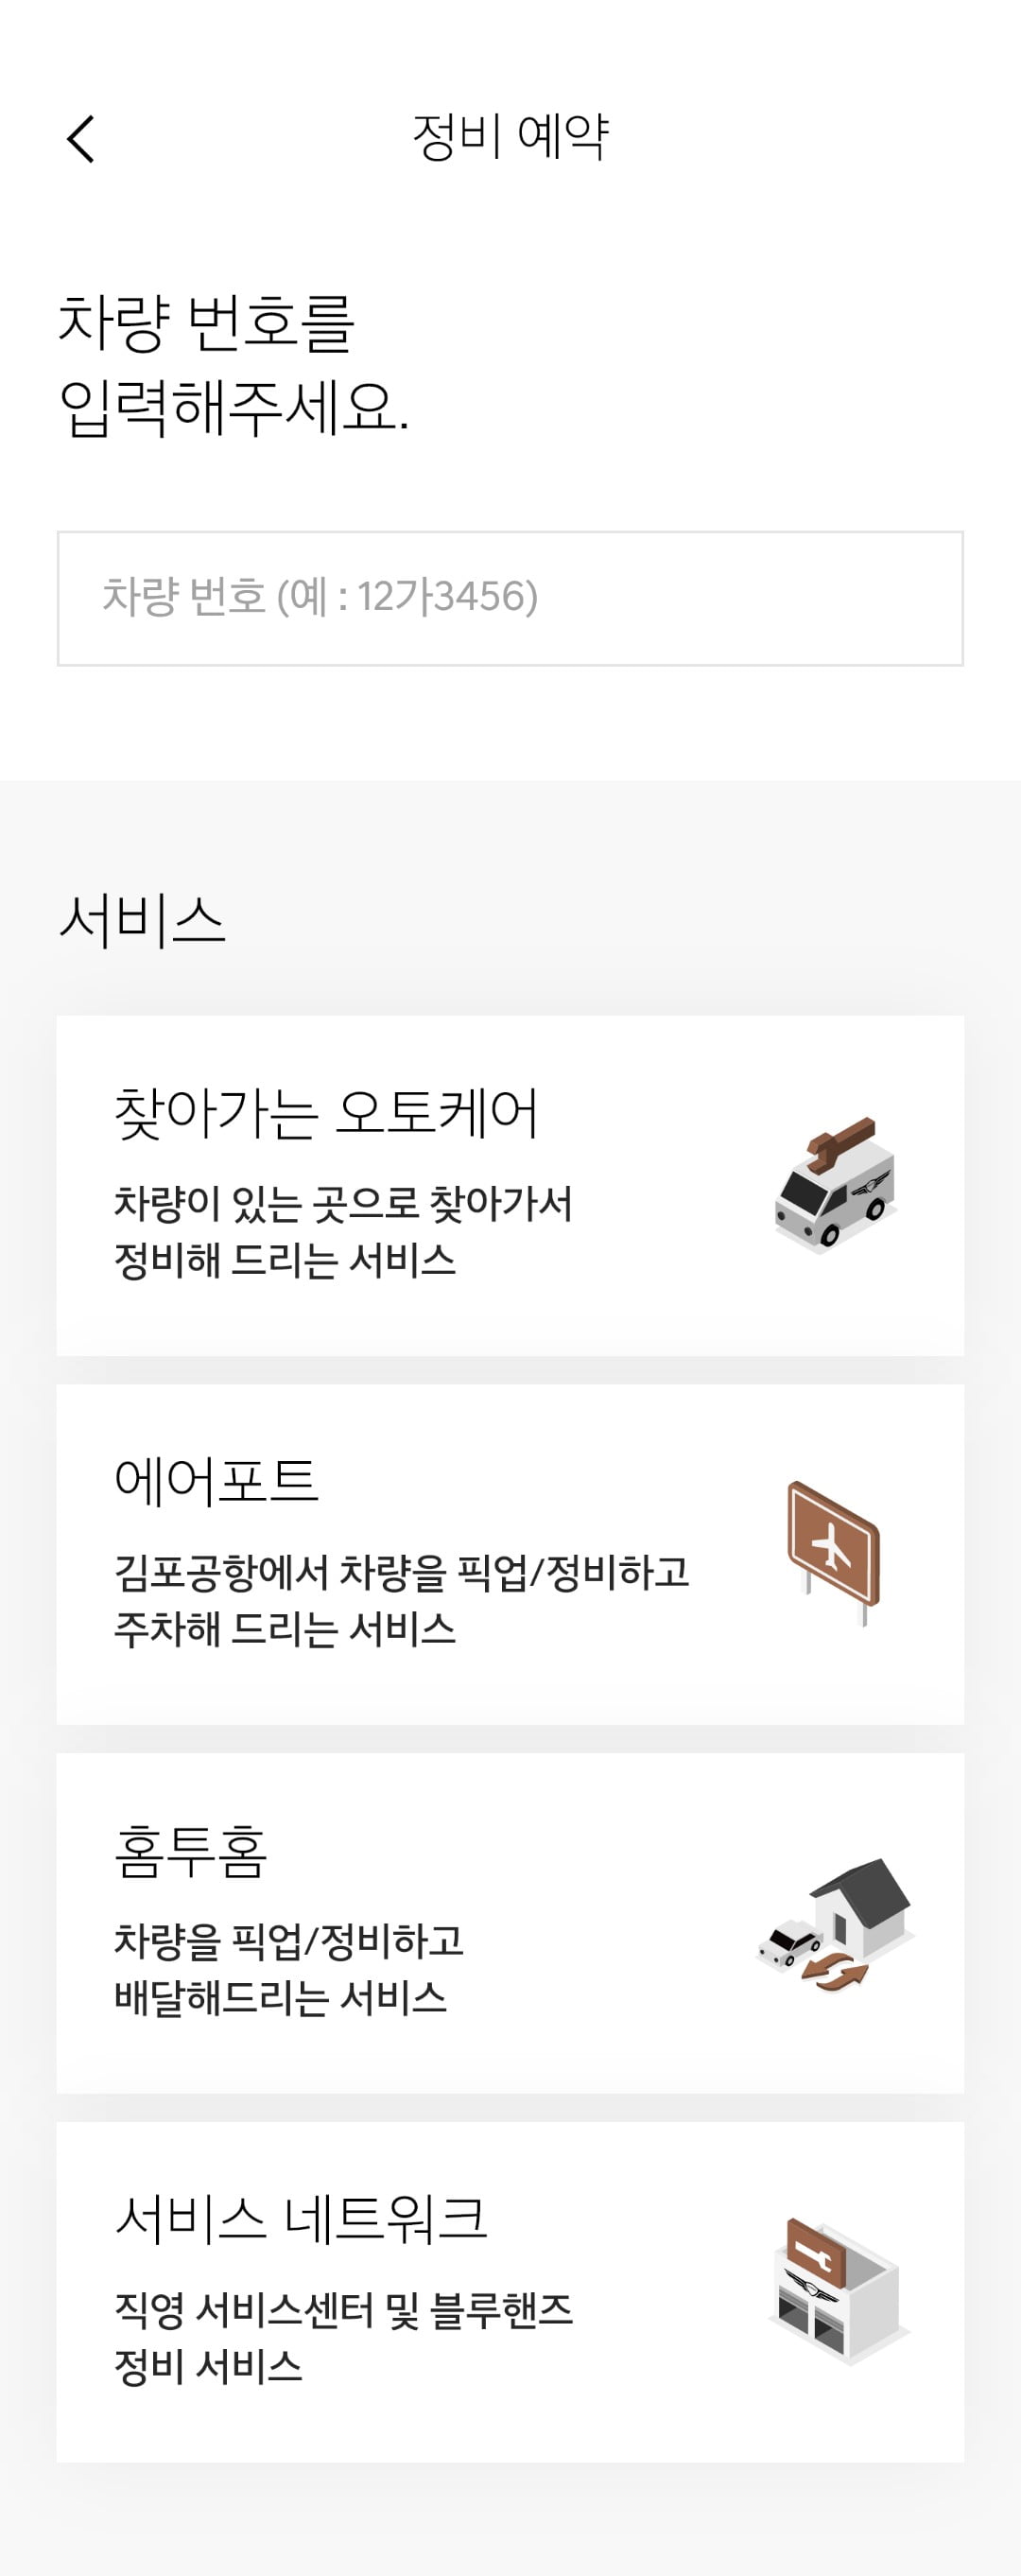 정비 예약
차량 번호를
입력해주세요.
차량 번호 (예 : 12가3456)
서비스
찾아가는 오토케어
차량이 있는 곳으로 찾아가서
정비해 드리는 서비스
에어포트
김포공항에서 차량을 픽업/정비하고
주차해 드리는 서비스
홈투홈
차량을 픽업/정비하고
배달해드리는 서비스
서비스 네트워크
직영 서비스센터 및 블루핸즈
정비 서비스